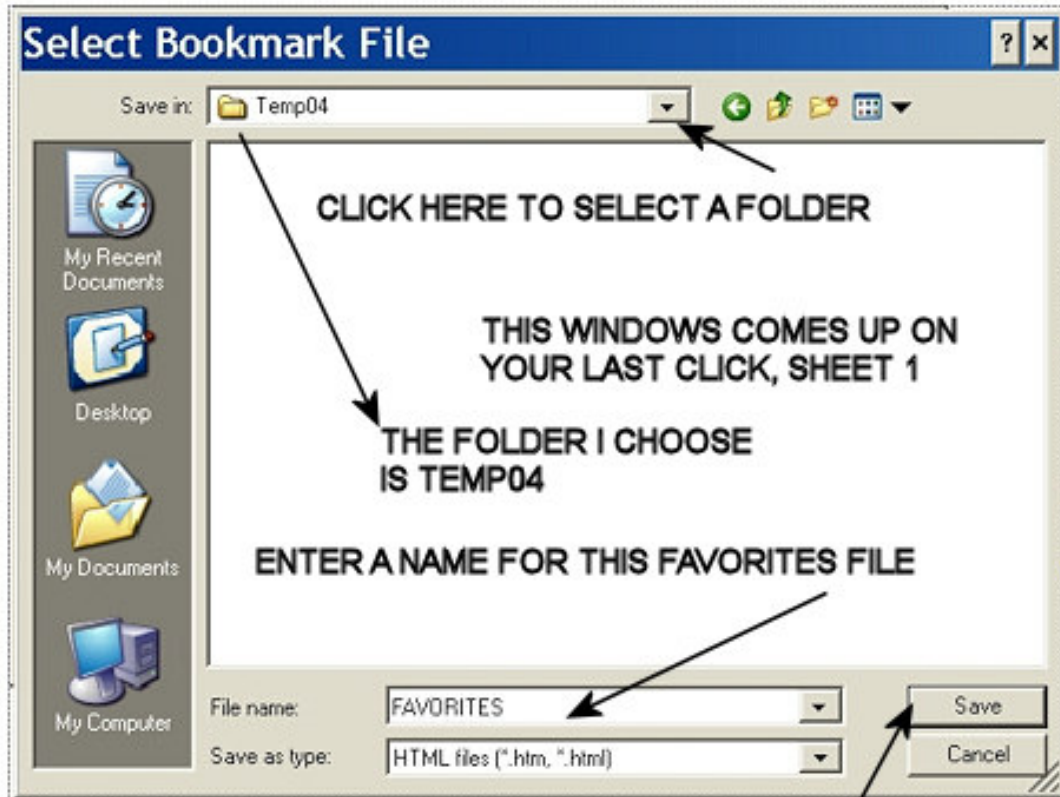 Select Bookmark File
? ×
Save in: Temp04
CLICK HERE TO SELECT A FOLDER
My Recent
Documents
THIS WINDOWS COMES UP ON
YOUR LAST CLICK, SHEET 1
Desktop
THE FOLDER I CHOOSE
IS TEMP04
My Documents
ENTER A NAME FOR THIS FAVORITES FILE
My Computer
File name: FAVORITES Save
Save as type: HTML files (*.htm, *.html) Cancel